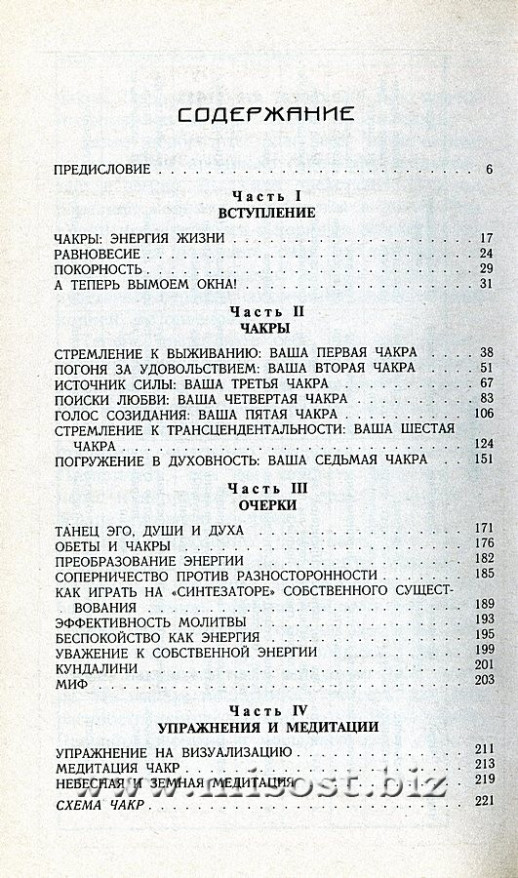 СОДЕРЖАНИЕ
ПРЕДИСЛОВИЕ . . . . . . . . . . . . . . . . . . . . . . . . . 6
Часть I
ВСТУПЛЕНИЕ
ЧАКРЫ: ЭНЕРГИЯ ЖИЗНИ . . . . . . . . . . . . . . . . . . . 17
РАВНОВЕСИЕ . . . . . . . . . . . . . . . . . . . . . . . . . 24
ПОКОРНОСТЬ . . . . . . . . . . . . . . . . . . . . . . . . . 29
А ТЕПЕРЬ ВЫМОЕМ ОКНА! . . . . . . . . . . . . . . . . . . 31
Часть II
ЧАКРЫ
СТРЕМЛЕНИЕ К ВЫЖИВАНИЮ: ВАША ПЕРВАЯ ЧАКРА . . . . 38
ПОГОНЯ ЗА УДОВОЛЬСТВИЕМ: ВАША ВТОРАЯ ЧАКРА . . . . 51
ИСТОЧНИК СИЛЫ: ВАША ТРЕТЬЯ ЧАКРА . . . . . . . . . . . 67
ПОИСКИ ЛЮБВИ: ВАША ЧЕТВЕРТАЯ ЧАКРА . . . . . . . . . 83
ГОЛОС СОЗИДАНИЯ: ВАША ПЯТАЯ ЧАКРА . . . . . . . . . . 106
СТРЕМЛЕНИЕ К ТРАНСЦЕНДЕНТАЛЬНОСТИ: ВАША ШЕСТАЯ
ЧАКРА . . . . . . . . . . . . . . . . . . . . . . . . . . . 124
ПОГРУЖЕНИЕ В ДУХОВНОСТЬ: ВАША СЕДЬМАЯ ЧАКРА . . 151
Часть III
ОЧЕРКИ
ТАНЕЦ ЭГО, ДУШИ И ДУХА . . . . . . . . . . . . . . . . . 171
ОБЕТЫ И ЧАКРЫ . . . . . . . . . . . . . . . . . . . . . . . 176
ПРЕОБРАЗОВАНИЕ ЭНЕРГИИ . . . . . . . . . . . . . . . . . 182
СОПЕРНИЧЕСТВО ПРОТИВ РАЗНОСТОРОННОСТИ . . . . . . . 185
КАК ИГРАТЬ НА «СИНТЕЗАТОРЕ» СОБСТВЕННОГО СУЩЕСТ-
ВОВАНИЯ . . . . . . . . . . . . . . . . . . . . . . . . . 189
ЭФФЕКТИВНОСТЬ МОЛИТВЫ . . . . . . . . . . . . . . . . . 193
БЕСПОКОЙСТВО КАК ЭНЕРГИЯ . . . . . . . . . . . . . . . . 195
УВАЖЕНИЕ К СОБСТВЕННОЙ ЭНЕРГИИ . . . . . . . . . . . . 199
КУНДАЛИНИ . . . . . . . . . . . . . . . . . . . . . . . . . 201
МИФ . . . . . . . . . . . . . . . . . . . . . . . . . . . . . 203
Часть IV
УПРАЖНЕНИЯ И МЕДИТАЦИИ
УПРАЖНЕНИЕ НА ВИЗУАЛИЗАЦИЮ . . . . . . . . . . . . . . 211
МЕДИТАЦИЯ ЧАКР . . . . . . . . . . . . . . . . . . . . . . 213
НЕБЕСНАЯ И ЗЕМНАЯ МЕДИТАЦИЯ . . . . . . . . . . . . . . 219
www.misost.biz
СХЕМА ЧАКР . . . . . . . . . . . . . . . . . . . . . . . . . 221